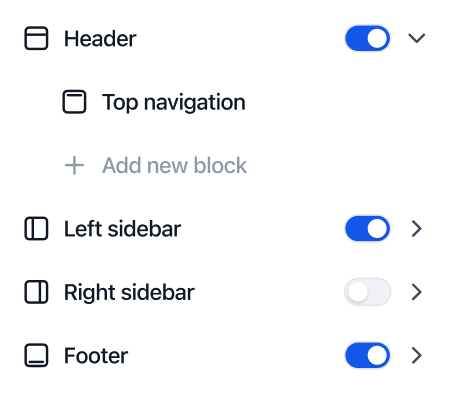 Header
Top navigation
Add new block
Left sidebar
Right sidebar
Footer